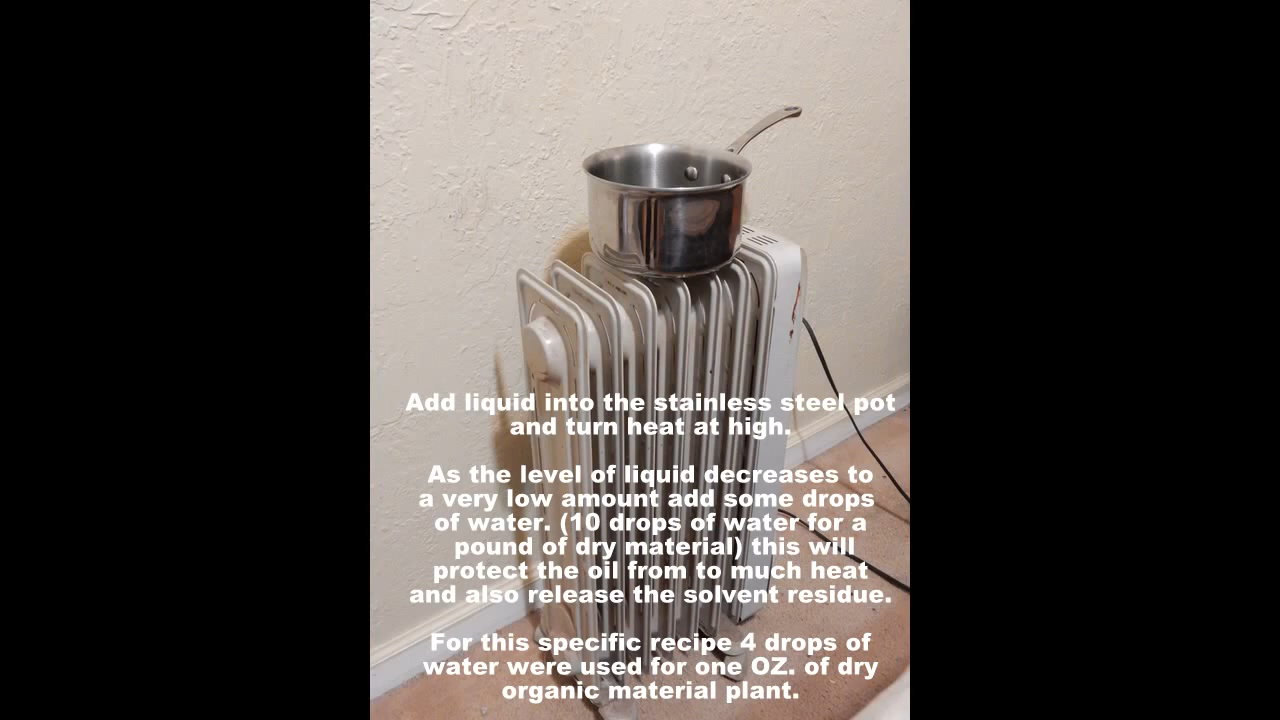 Add liquid into the stainless steel pot
and turn heat at high.
As the level of liquid decreases to
a very low amount add some drops
of water. (10 drops of water for a
pound of dry material) this will
protect the oil from to much heat
and also release the solvent residue.
For this specific recipe 4 drops of
water were used for one OZ. of dry
organic material plant.